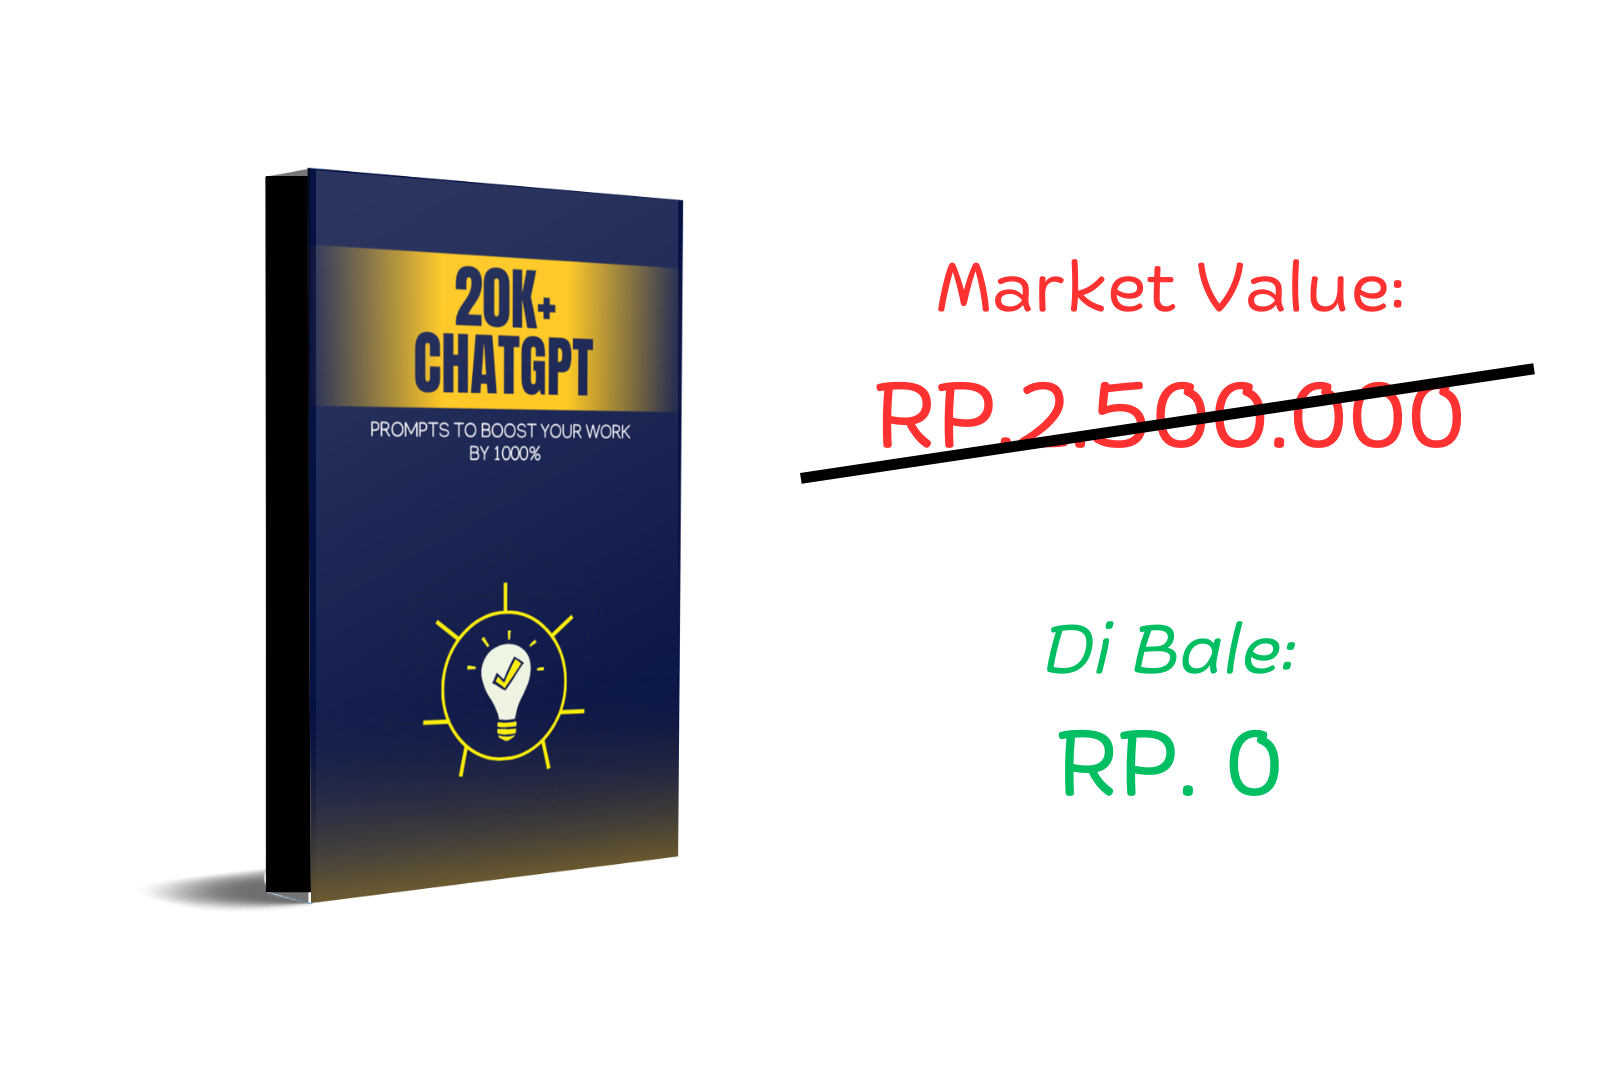 20K+
CHATGPT
PROMPTS TO BOOST YOUR WORK
BY 1000%
Market Value:
RP.2.500.000
Di Bale:
RP. 0